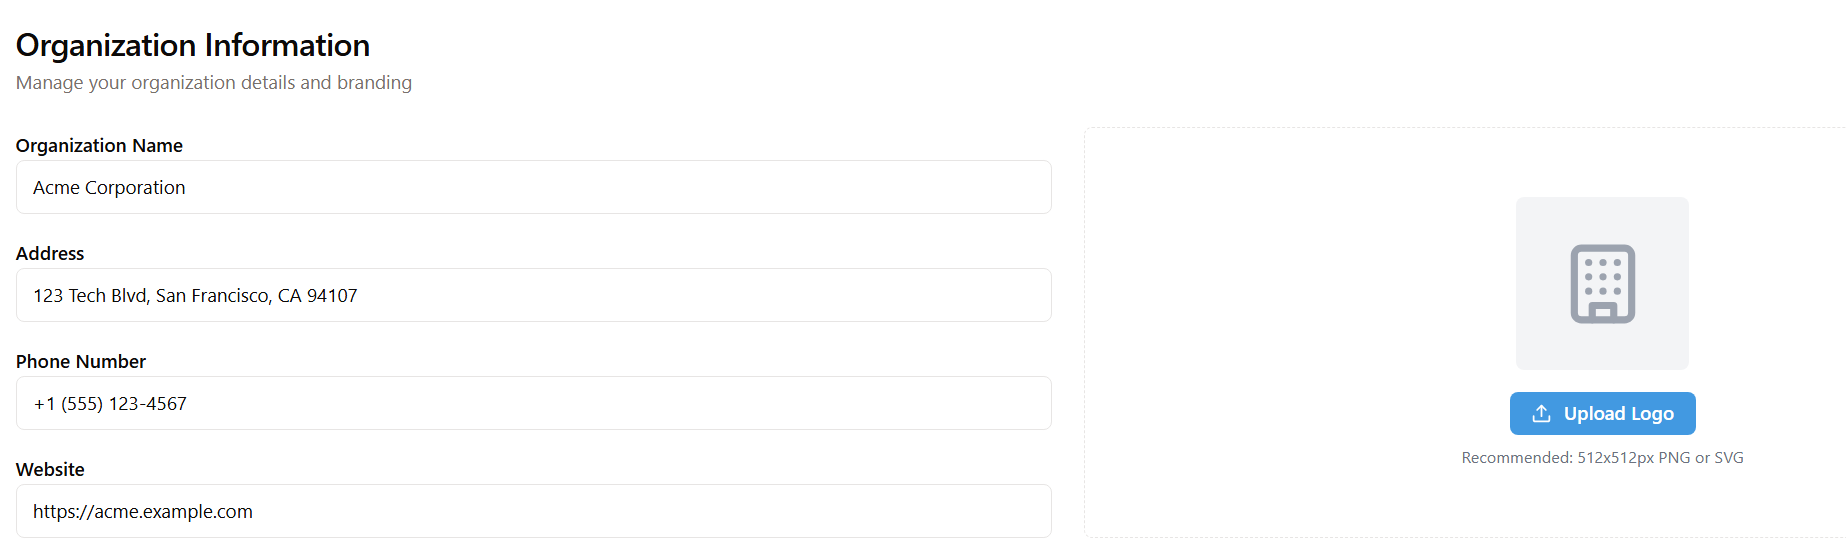 Organization Information
Manage your organization details and branding
Organization Name
Acme Corporation
Address
123 Tech Blvd, San Francisco, CA 94107
Phone Number
+1 (555) 123-4567
Website
https://acme.example.com
Upload Logo
Recommended: 512x512px PNG or SVG